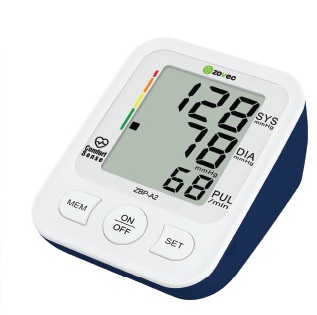 zovec
128 SYS
mmHg
78 DIA
mmHg
68 PUL
/min
Comfort
Sense
ZBP-A2
MEM
ON
OFF
SET